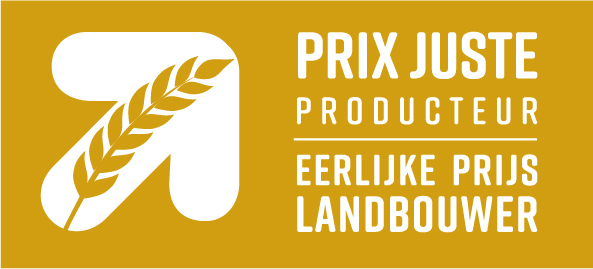 PRIX JUSTE
PRODUCTEUR
EERLIJKE PRIJS
LANDBOUWER